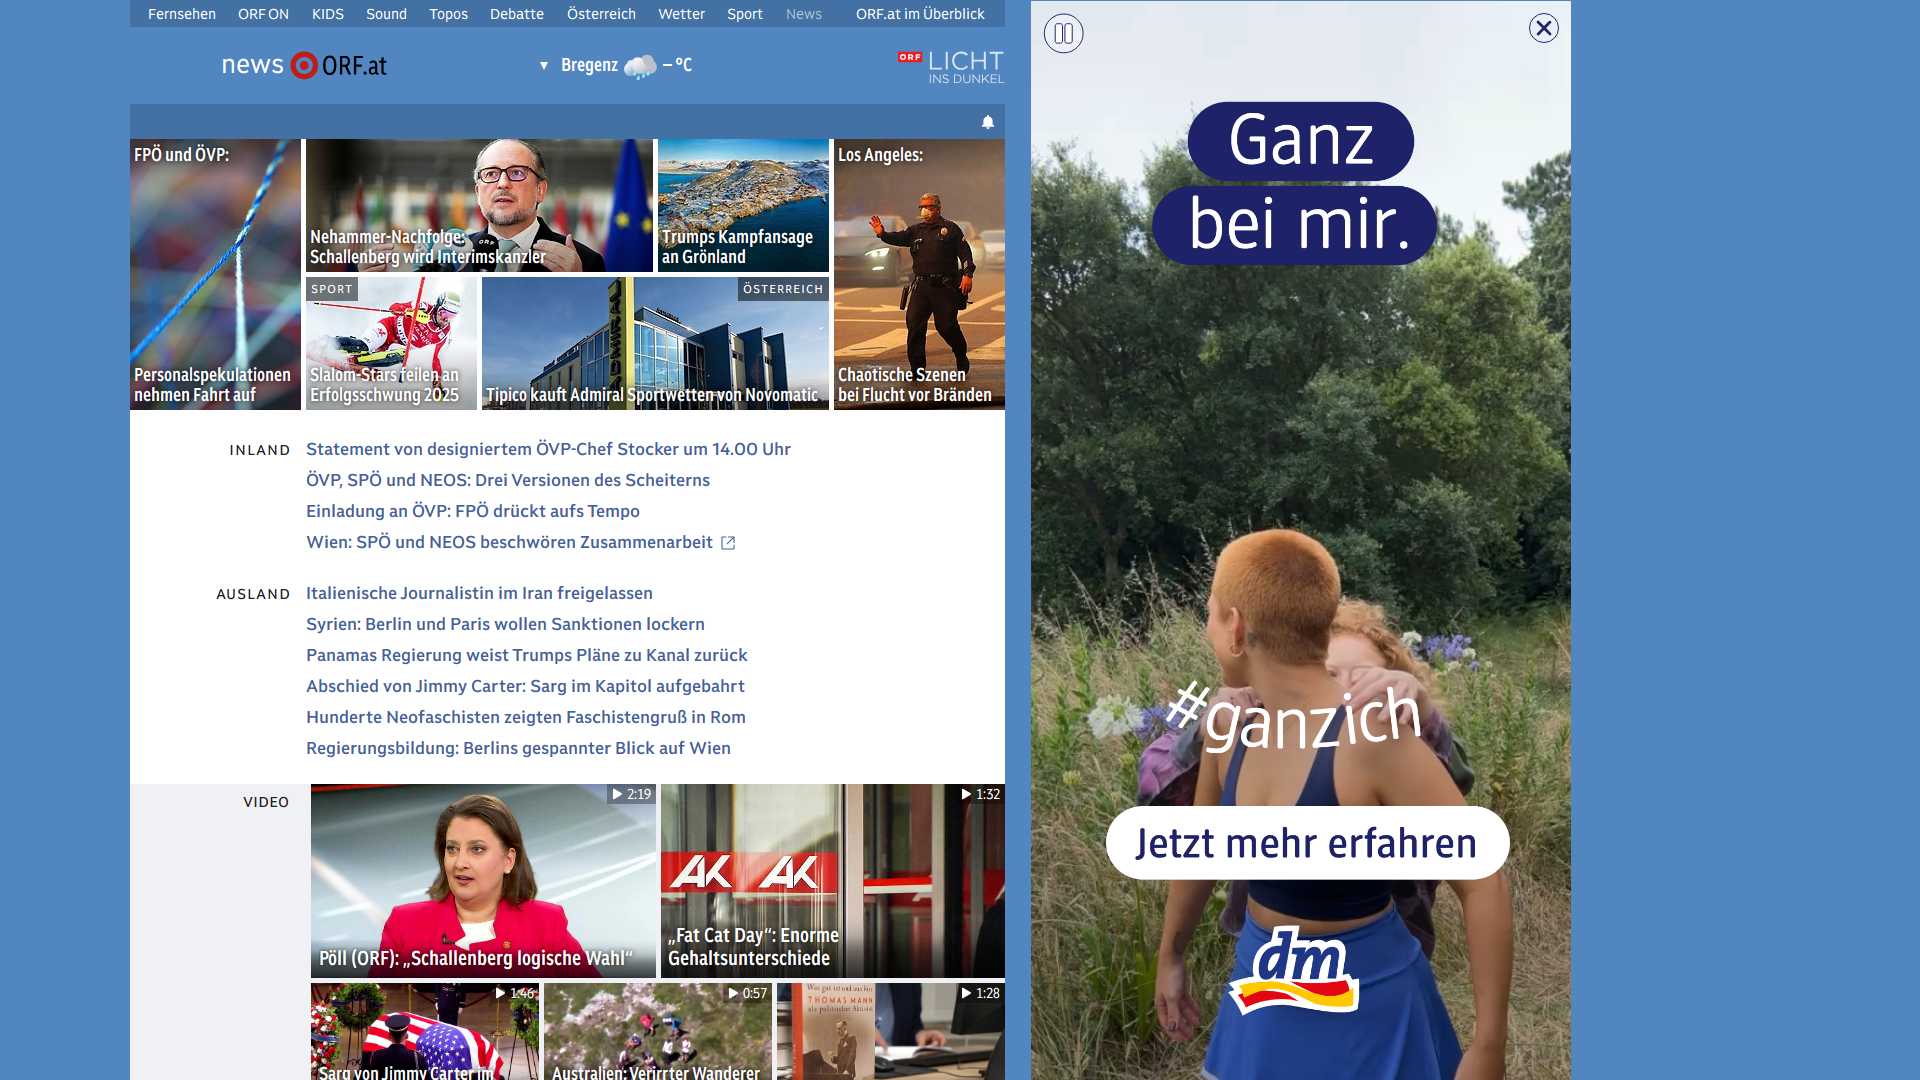 Fernsehen ORF ON KIDS Sound Topos Debatte Österreich Wetter Sport News ORF.at im Überblick
news ORF.at
Bregenz – °C
ORF LICHT
INS DUNKEL
FPÖ und ÖVP:
Personalspekulationen
nehmen Fahrt auf
Nehammer-Nachfolge:
Schallenberg wird Interimskanzler
Trumps Kampfansage
an Grönland
Los Angeles:
Chaotische Szenen
bei Flucht vor Bränden
SPORT
Slalom-Stars feilen an
Erfolgsschwung 2025
ÖSTERREICH
Tipico kauft Admiral Sportwetten von Novomatic
INLAND
Statement von designiertem ÖVP-Chef Stocker um 14.00 Uhr
ÖVP, SPÖ und NEOS: Drei Versionen des Scheiterns
Einladung an ÖVP: FPÖ drückt aufs Tempo
Wien: SPÖ und NEOS beschwören Zusammenarbeit
AUSLAND
Italienische Journalistin im Iran freigelassen
Syrien: Berlin und Paris wollen Sanktionen lockern
Panamas Regierung weist Trumps Pläne zu Kanal zurück
Abschied von Jimmy Carter: Sarg im Kapitol aufgebahrt
Hunderte Neofaschisten zeigten Faschistengruß in Rom
Regierungsbildung: Berlins gespannter Blick auf Wien
VIDEO
2:19
Pöll (ORF): „Schallenberg logische Wahl“
1:32
AK AK
„Fat Cat Day“: Enorme
Gehaltsunterschiede
1:46
Sarg von Jimmy Carter im
0:57
Australien: Verirrter Wanderer
1:28
THOMAS MANN
Ganz
bei mir.
#ganzich
Jetzt mehr erfahren
dm